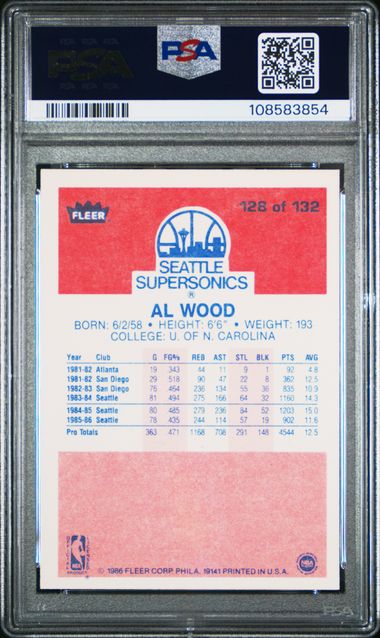 PSA
108583854
FLEER
128 of 132
SEATTLE
SUPERSONICS
®
AL WOOD
BORN: 6/2/58 • HEIGHT: 6'6" • WEIGHT: 193
COLLEGE: U. OF N. CAROLINA
Year Club G FG% REB AST STL BLK PTS AVG
1981-82 Atlanta 19 .343 44 11 9 1 92 4.8
1981-82 San Diego 29 .518 90 47 22 8 362 12.5
1982-83 San Diego 76 .464 236 134 55 36 825 10.9
1983-84 Seattle 81 .494 275 166 64 32 1160 14.3
1984-85 Seattle 80 .485 279 236 84 52 1203 15.0
1985-86 Seattle 78 .435 244 114 57 19 902 11.6
Pro Totals 363 .471 1168 708 291 148 4544 12.5
NBA
© 1986 FLEER CORP PHILA. 19141 PRINTED IN U.S.A.
NBA
PSA